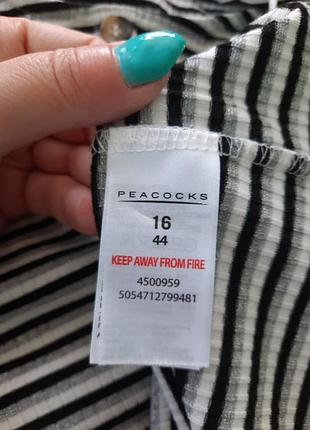 PEACOCKS
16
44
KEEP AWAY FROM FIRE
4500959
5054712799481